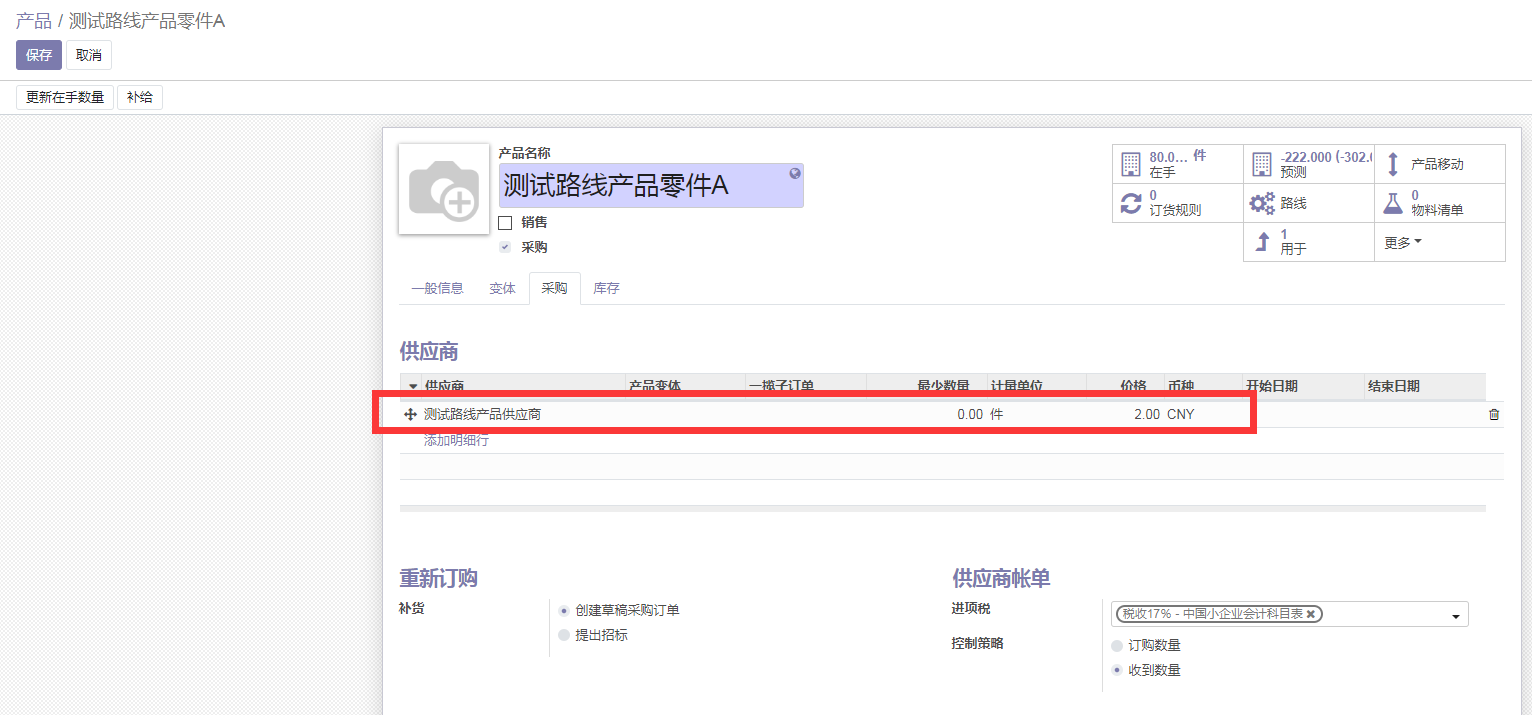 产品 / 测试路线产品零件A
保存 取消
更新在手数量 补给
产品名称
测试路线产品零件A
销售
采购
80.0... 件
在手
-222.000 (-302.0
预测
产品移动
0
订货规则
路线
0
物料清单
1
用于
更多
一般信息 变体 采购 库存
供应商
供应商 产品变体 一揽子订单 最少数量 计量单位 价格 币种 开始日期 结束日期
测试路线产品供应商 0.00 件 2.00 CNY
添加明细行
重新订购
补货
创建草稿采购订单
提出招标
供应商帐单
进项税
税收17% - 中国小企业会计科目表
控制策略
订购数量
收到数量